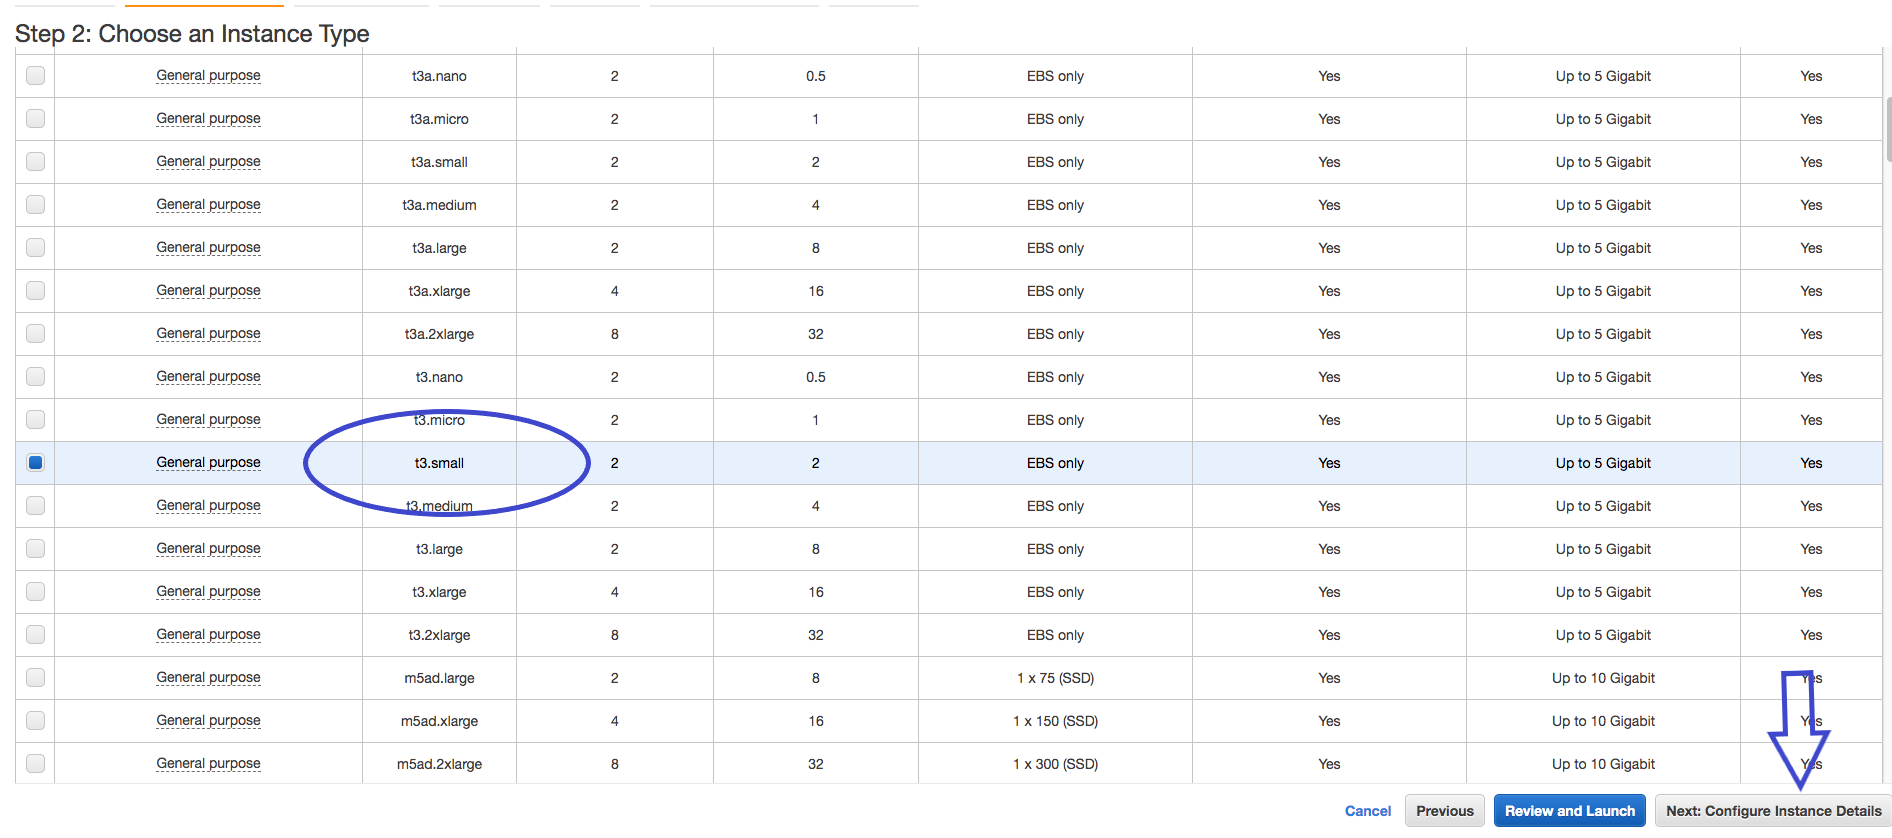 Step 2: Choose an Instance Type
General purpose t3a.nano 2 0.5 EBS only Yes Up to 5 Gigabit Yes
General purpose t3a.micro 2 1 EBS only Yes Up to 5 Gigabit Yes
General purpose t3a.small 2 2 EBS only Yes Up to 5 Gigabit Yes
General purpose t3a.medium 2 4 EBS only Yes Up to 5 Gigabit Yes
General purpose t3a.large 2 8 EBS only Yes Up to 5 Gigabit Yes
General purpose t3a.xlarge 4 16 EBS only Yes Up to 5 Gigabit Yes
General purpose t3a.2xlarge 8 32 EBS only Yes Up to 5 Gigabit Yes
General purpose t3.nano 2 0.5 EBS only Yes Up to 5 Gigabit Yes
General purpose t3.micro 2 1 EBS only Yes Up to 5 Gigabit Yes
General purpose t3.small 2 2 EBS only Yes Up to 5 Gigabit Yes
General purpose t3.medium 2 4 EBS only Yes Up to 5 Gigabit Yes
General purpose t3.large 2 8 EBS only Yes Up to 5 Gigabit Yes
General purpose t3.xlarge 4 16 EBS only Yes Up to 5 Gigabit Yes
General purpose t3.2xlarge 8 32 EBS only Yes Up to 5 Gigabit Yes
General purpose m5ad.large 2 8 1 x 75 (SSD) Yes Up to 10 Gigabit Yes
General purpose m5ad.xlarge 4 16 1 x 150 (SSD) Yes Up to 10 Gigabit Yes
General purpose m5ad.2xlarge 8 32 1 x 300 (SSD) Yes Up to 10 Gigabit Yes
Cancel Previous Review and Launch Next: Configure Instance Details